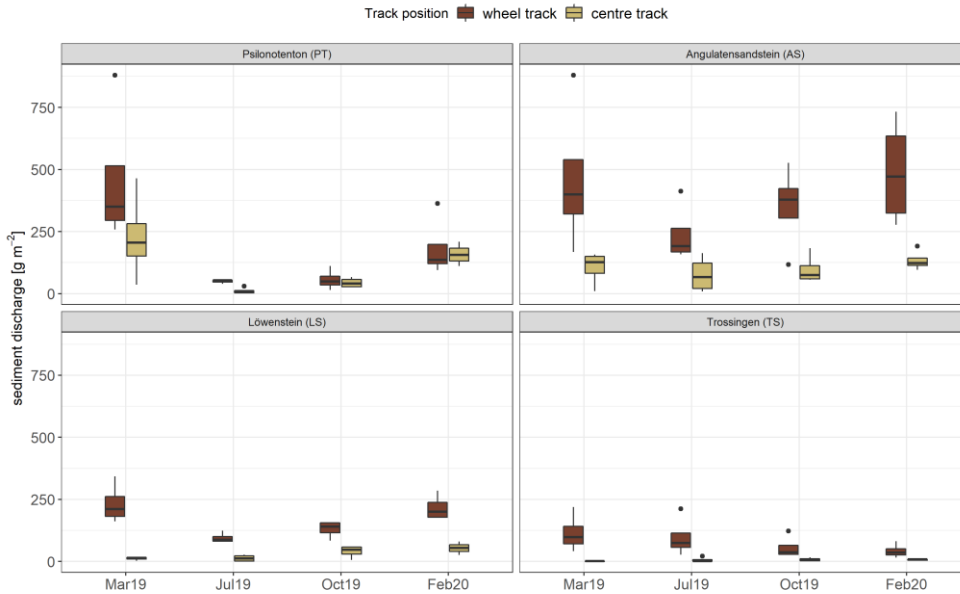 Track position wheel track centre track
Psilonotenton (PT) Angulatensandstein (AS)
750
500
250
0
sediment discharge [g m⁻²]
Löwenstein (LS) Trossingen (TS)
750
500
250
0
Mar19 Jul19 Oct19 Feb20 Mar19 Jul19 Oct19 Feb20